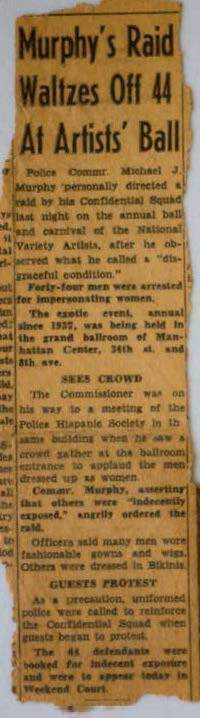 Murphy's Raid
Waltzes Off 44
At Artists' Ball
Police Commr. Michael J.
Murphy personally directed a
raid by his Confidential Squad
last night on the annual ball
and carnival of the National
Variety Artists, after he ob-
served what he called a "dis-
graceful condition."
Forty-four men were arrested
for impersonating women.
The exotic event, annual
since 1937, was being held in
the grand ballroom of Man-
hattan Center, 34th st. and
8th ave.
SEES CROWD
The Commissioner was on
his way to a meeting of the
Police Hispanic Society in th
same building when he saw a
crowd gather at the ballroom
entrance to applaud the men
dressed up as women.
Commr. Murphy, asserting
that others were "indecently
exposed," angrily ordered the
raid.
Officers said many men wore
fashionable gowns and wigs.
Others were dressed in Bikinis.
GUESTS PROTEST
As a precaution, uniformed
police were called to reinforce
the Confidential Squad when
guests began to protest.
The 44 defendants were
booked for indecent exposure
and were to appear today in
Weekend Court.